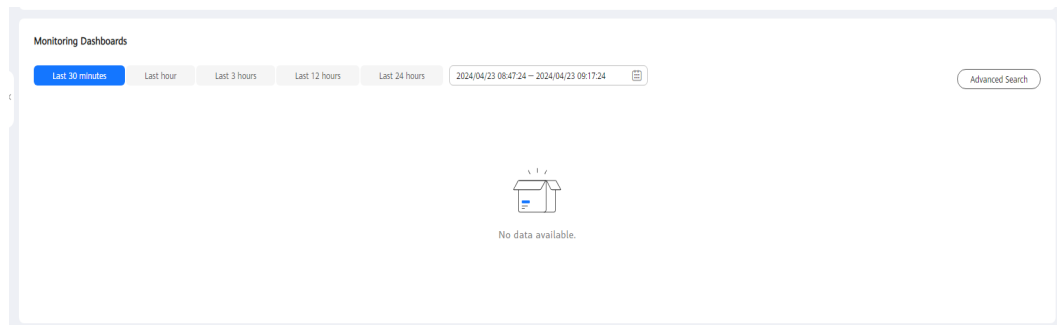 Monitoring Dashboards
Last 30 minutes Last hour Last 3 hours Last 12 hours Last 24 hours 2024/04/23 08:47:24 — 2024/04/23 09:17:24 Advanced Search
No data available.